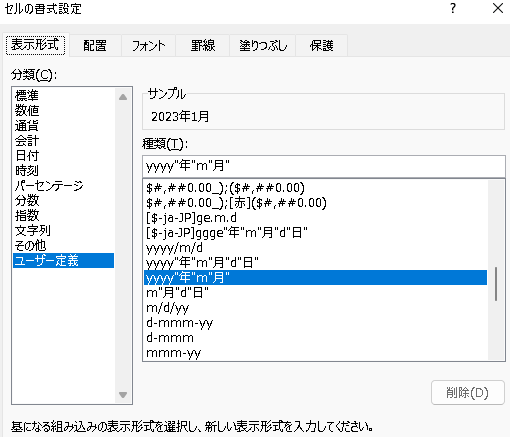 セルの書式設定 ? ×
表示形式 配置 フォント 罫線 塗りつぶし 保護
分類(C):
標準
数値
通貨
会計
日付
時刻
パーセンテージ
分数
指数
文字列
その他
ユーザー定義
サンプル
2023年1月
種類(T):
yyyy"年"m"月"
$#,##0.00_);($#,##0.00)
$#,##0.00_);[赤]($#,##0.00)
[$-ja-JP]ge.m.d
[$-ja-JP]ggge"年"m"月"d"日"
yyyy/m/d
yyyy"年"m"月"d"日"
yyyy"年"m"月"
m"月"d"日"
m/d/yy
d-mmm-yy
d-mmm
mmm-yy
削除(D)
基になる組み込みの表示形式を選択し、新しい表示形式を入力してください。